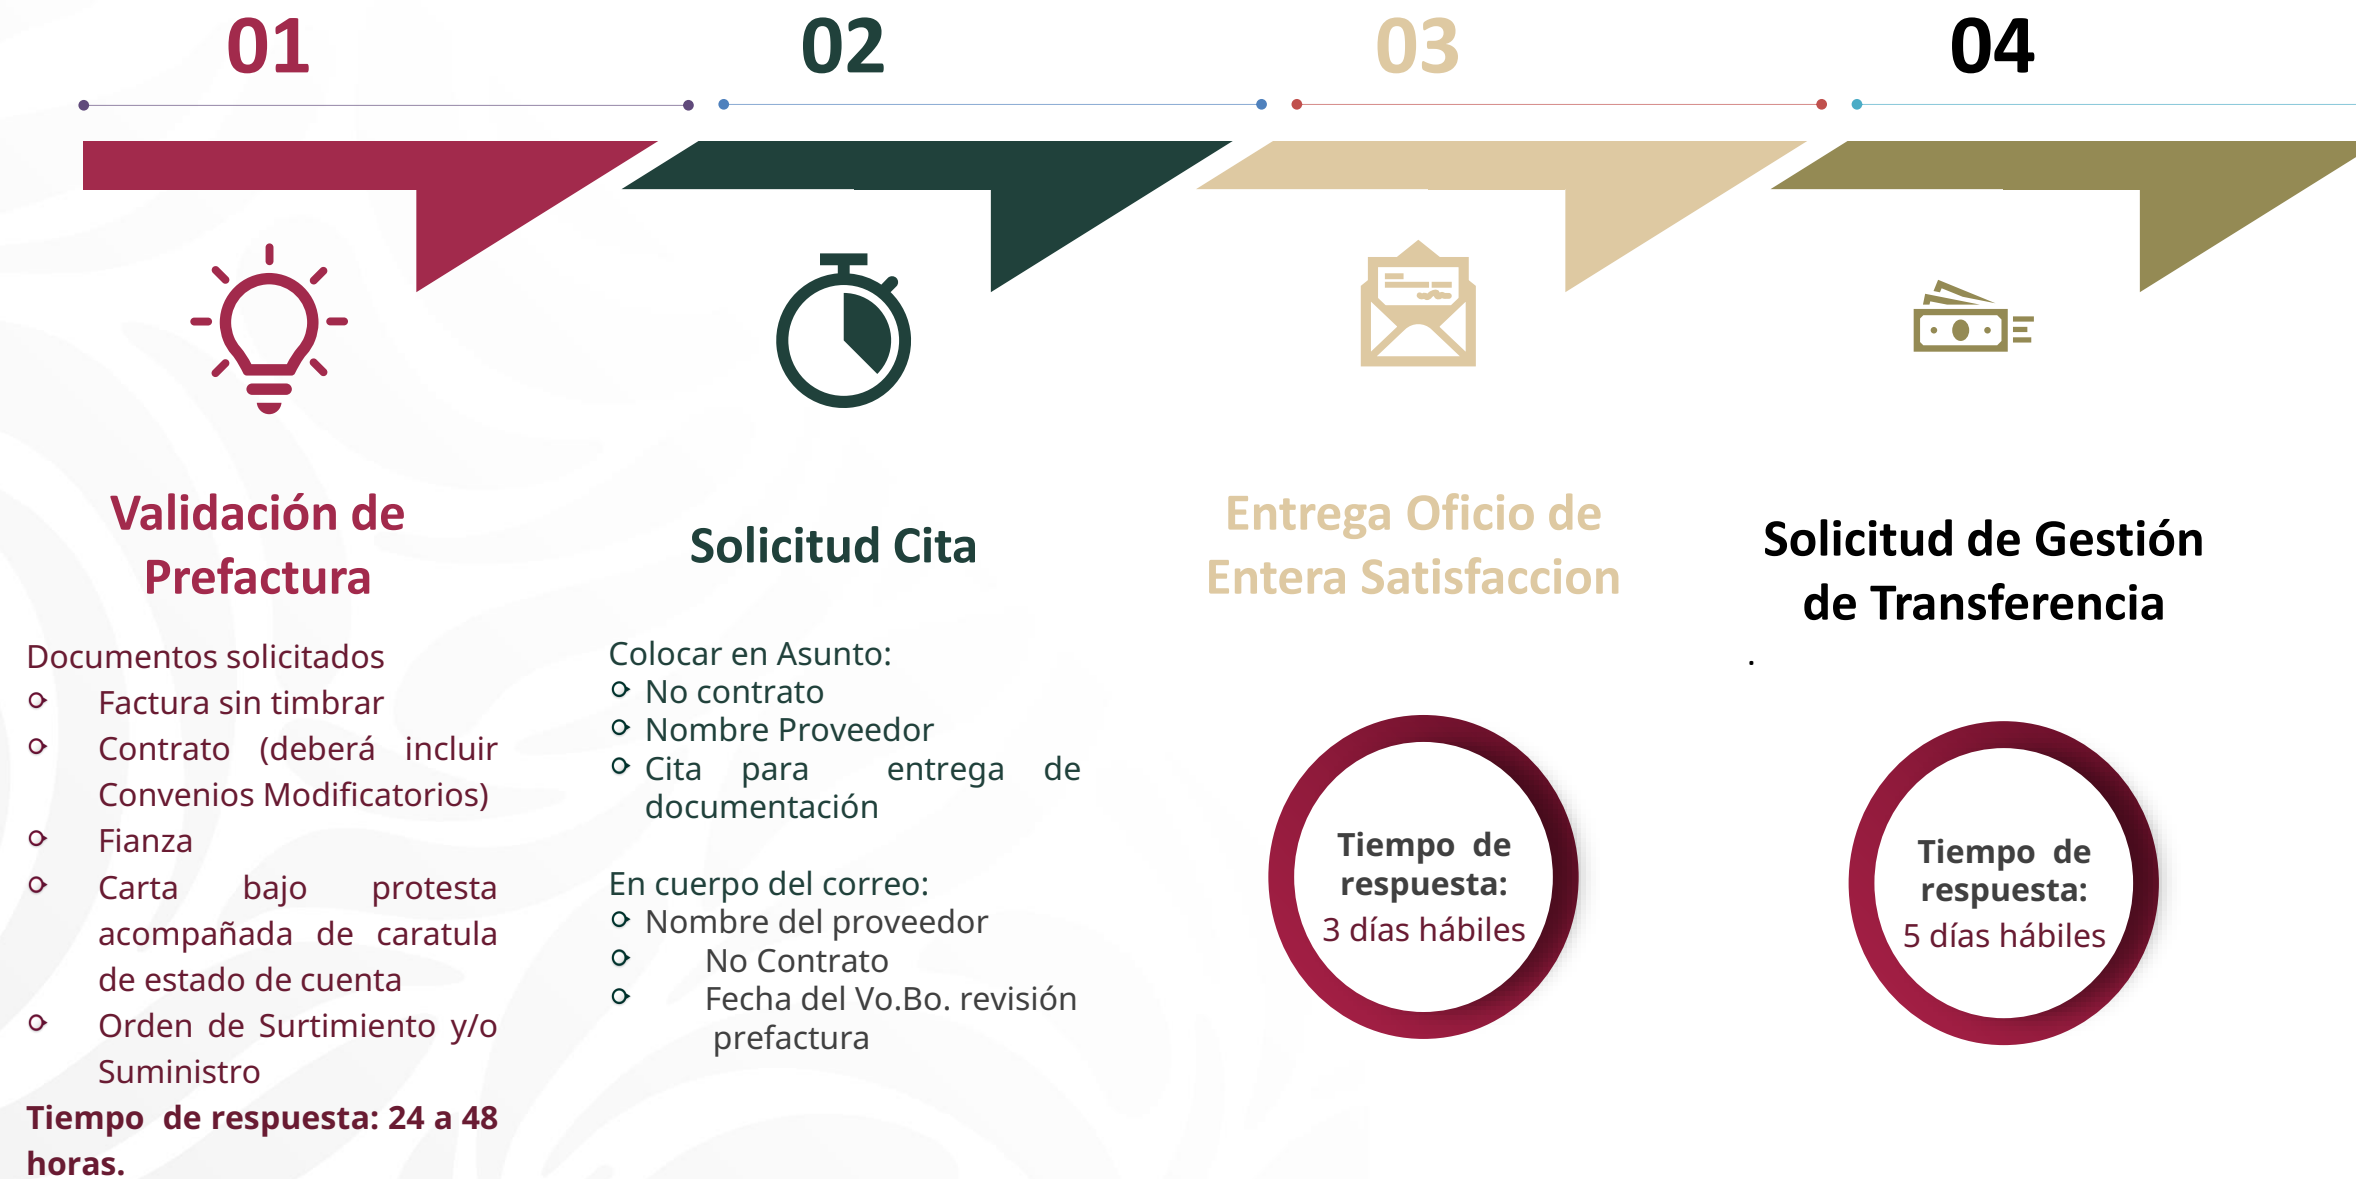 01
02
03
04
Validación de
Prefactura
Documentos solicitados
Factura sin timbrar
Contrato (deberá incluir
Convenios Modificatorios)
Fianza
Carta bajo protesta
acompañada de caratula
de estado de cuenta
Orden de Surtimiento y/o
Suministro
Tiempo de respuesta: 24 a 48
horas.
Solicitud Cita
Colocar en Asunto:
No contrato
Nombre Proveedor
Cita para entrega de
documentación
En cuerpo del correo:
Nombre del proveedor
No Contrato
Fecha del Vo.Bo. revisión
prefactura
Entrega Oficio de
Entera Satisfaccion
Tiempo de
respuesta:
3 días hábiles
Solicitud de Gestión
de Transferencia
.
Tiempo de
respuesta:
5 días hábiles